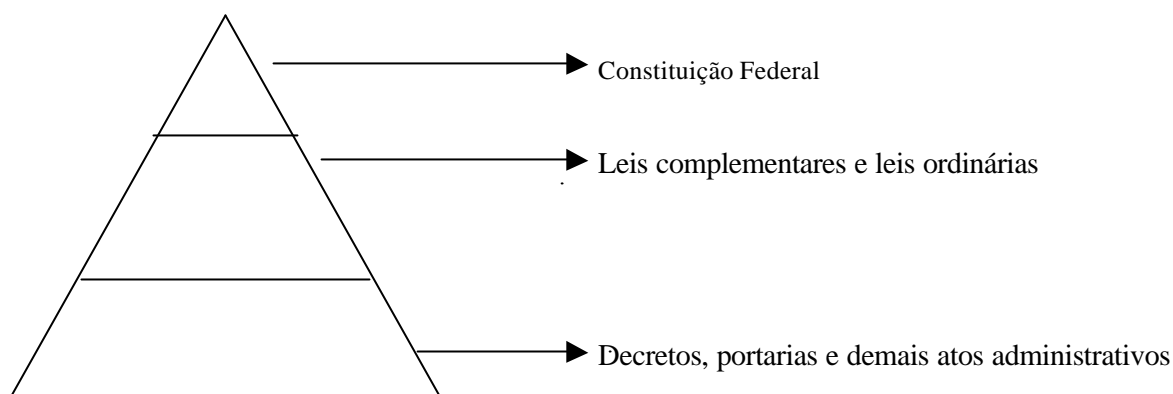 Constituição Federal
Leis complementares e leis ordinárias
Decretos, portarias e demais atos administrativos